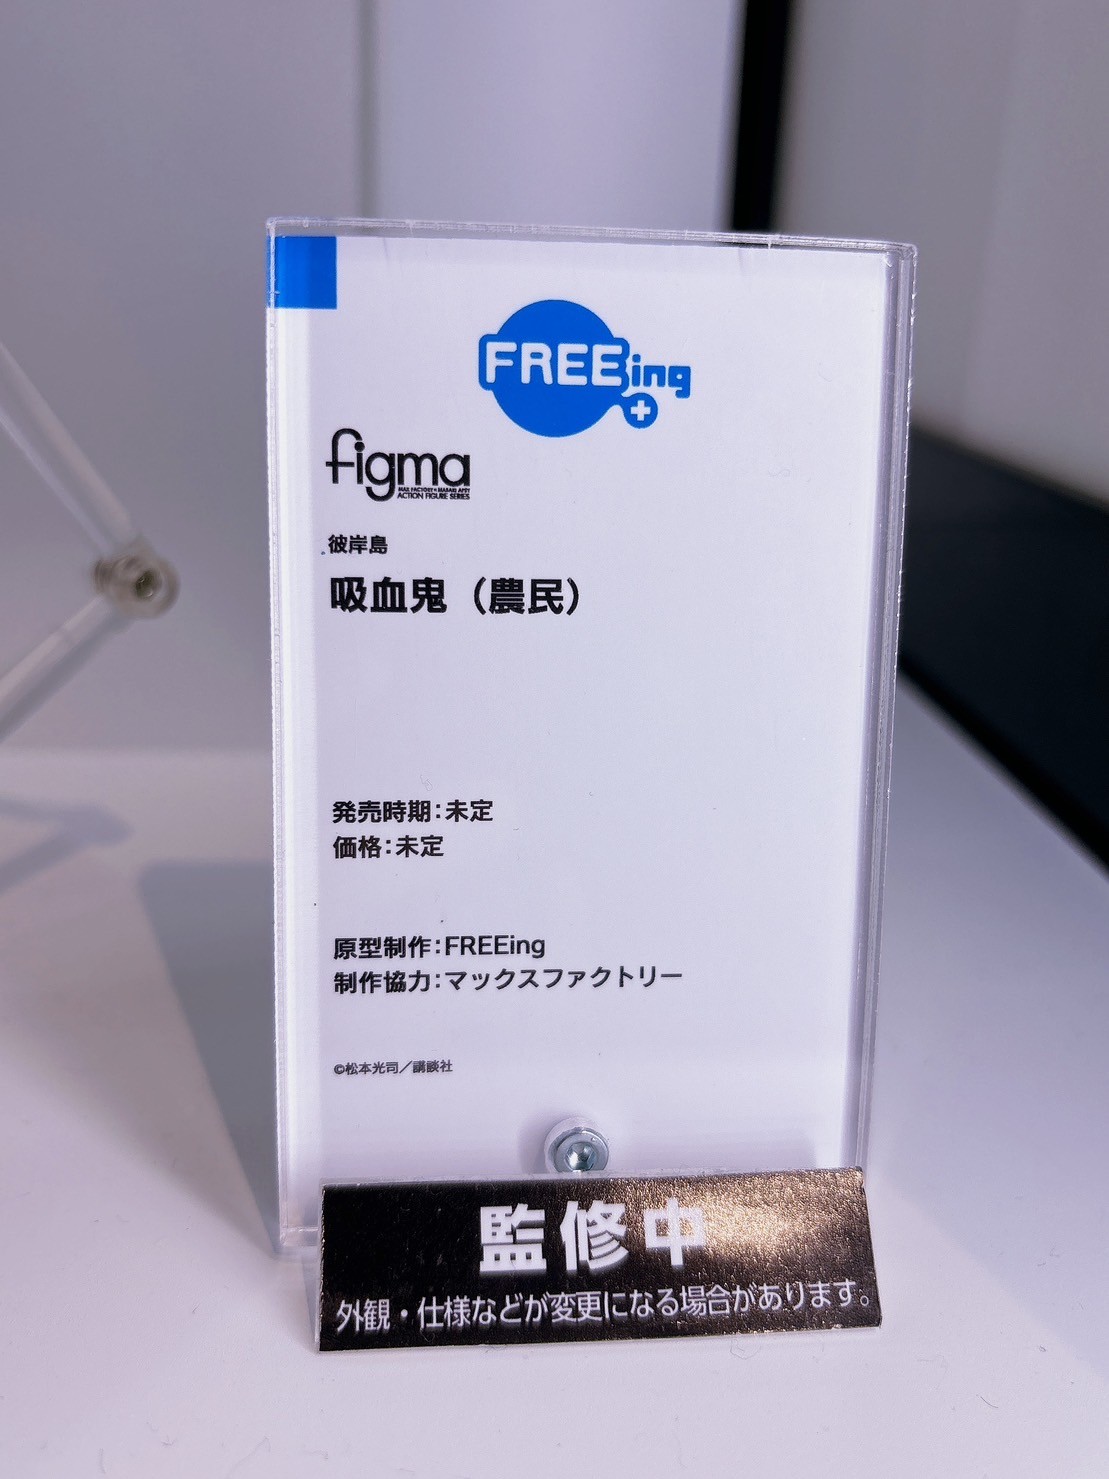 FREEing
figma
MAX FACTORY × MASAKI APSY
ACTION FIGURE SERIES
彼岸島
吸血鬼（農民）
発売時期：未定
価格：未定
原型制作：FREEing
制作協力：マックスファクトリー
©松本光司／講談社
監修中
外観・仕様などが変更になる場合があります。